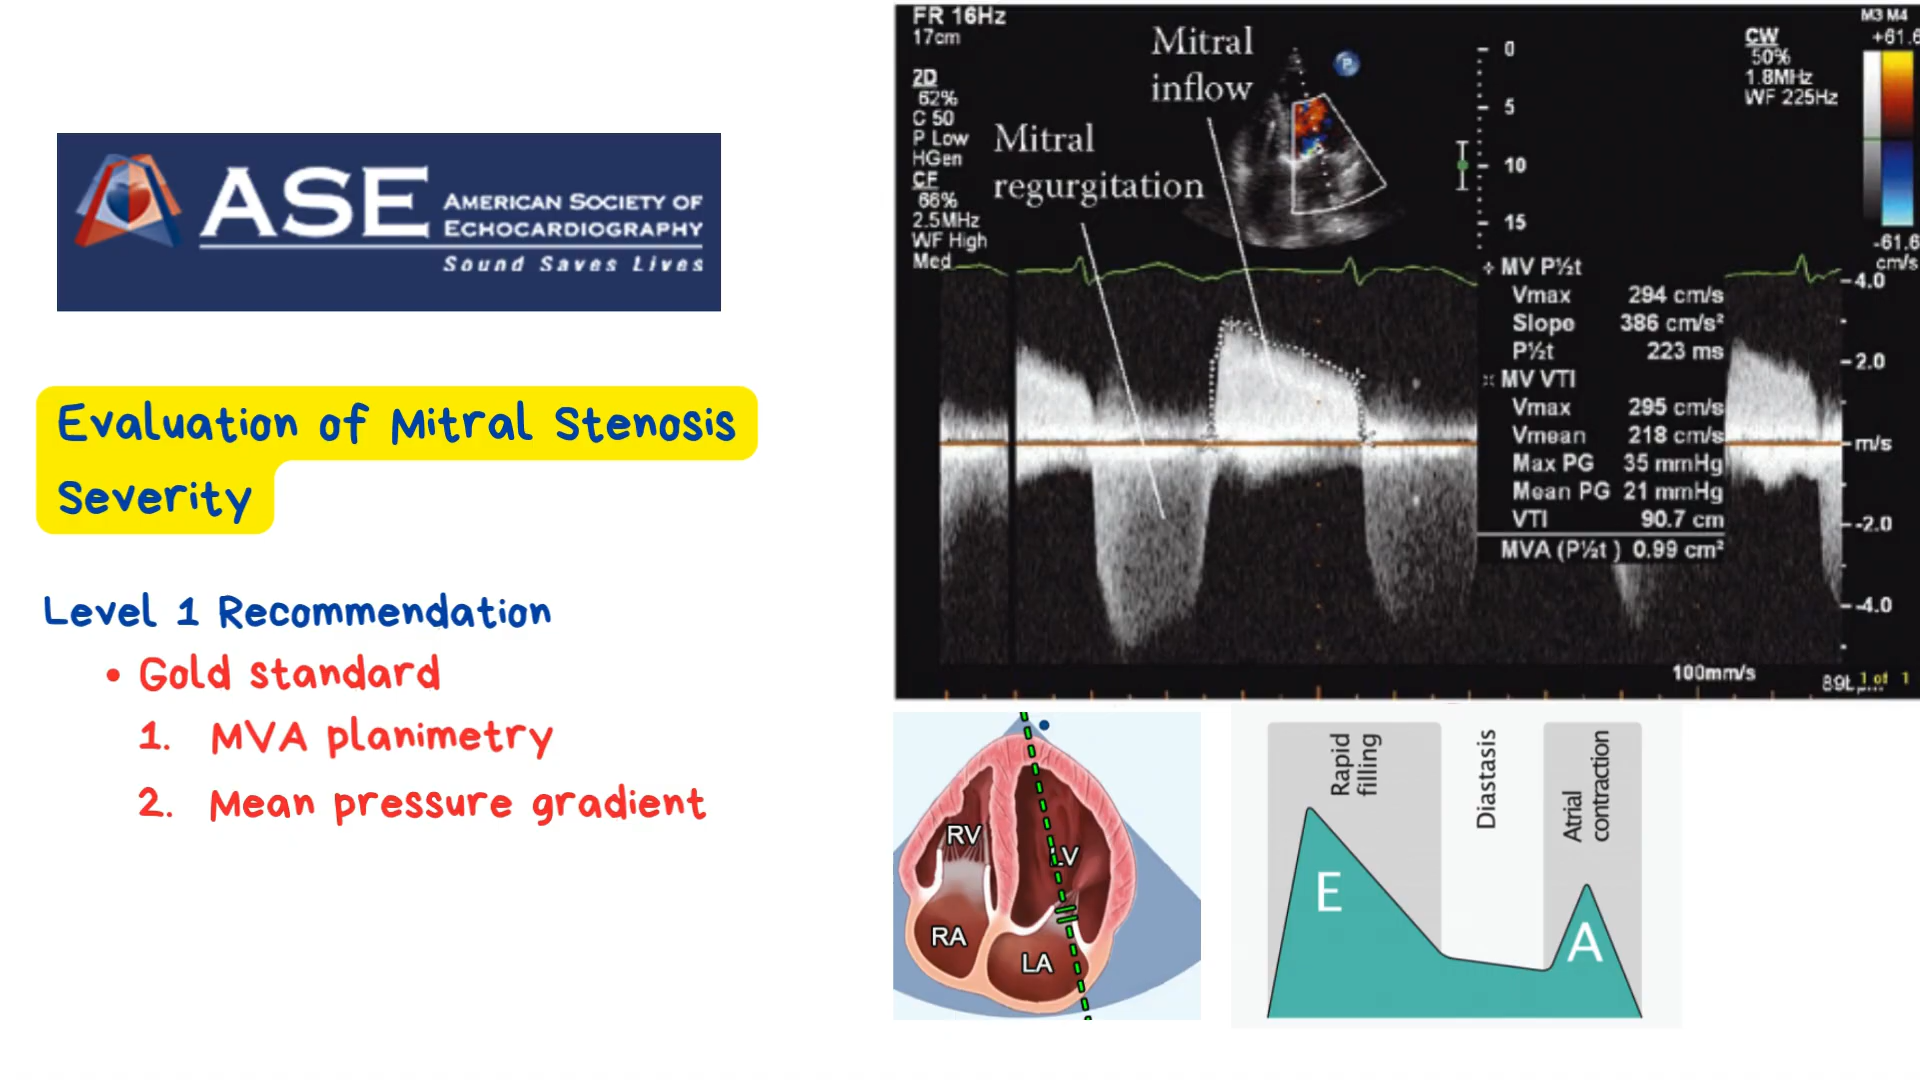 ASE
AMERICAN SOCIETY OF
ECHOCARDIOGRAPHY
Sound Saves Lives
Evaluation of Mitral Stenosis
Severity
Level 1 Recommendation
• Gold standard
1. MVA planimetry
2. Mean pressure gradient
FR 16Hz
17cm
2D
62%
C 50
P Low
HGen
CF
66%
2.5MHz
WF High
Med
Mitral
inflow
Mitral
regurgitation
P
0
5
10
15
CW
50%
1.8MHz
WF 225Hz
M3 M4
+61.6
-61.6
cm/s
MV P½t
Vmax 294 cm/s
Slope 386 cm/s²
P½t 223 ms
MV VTI
Vmax 295 cm/s
Vmean 218 cm/s
Max PG 35 mmHg
Mean PG 21 mmHg
VTI 90.7 cm
MVA (P½t ) 0.99 cm²
4.0
2.0
m/s
-2.0
-4.0
100mm/s
1 of 1
RV
LV
RA
LA
Rapid
filling
Diastasis
Atrial
contraction
E
A